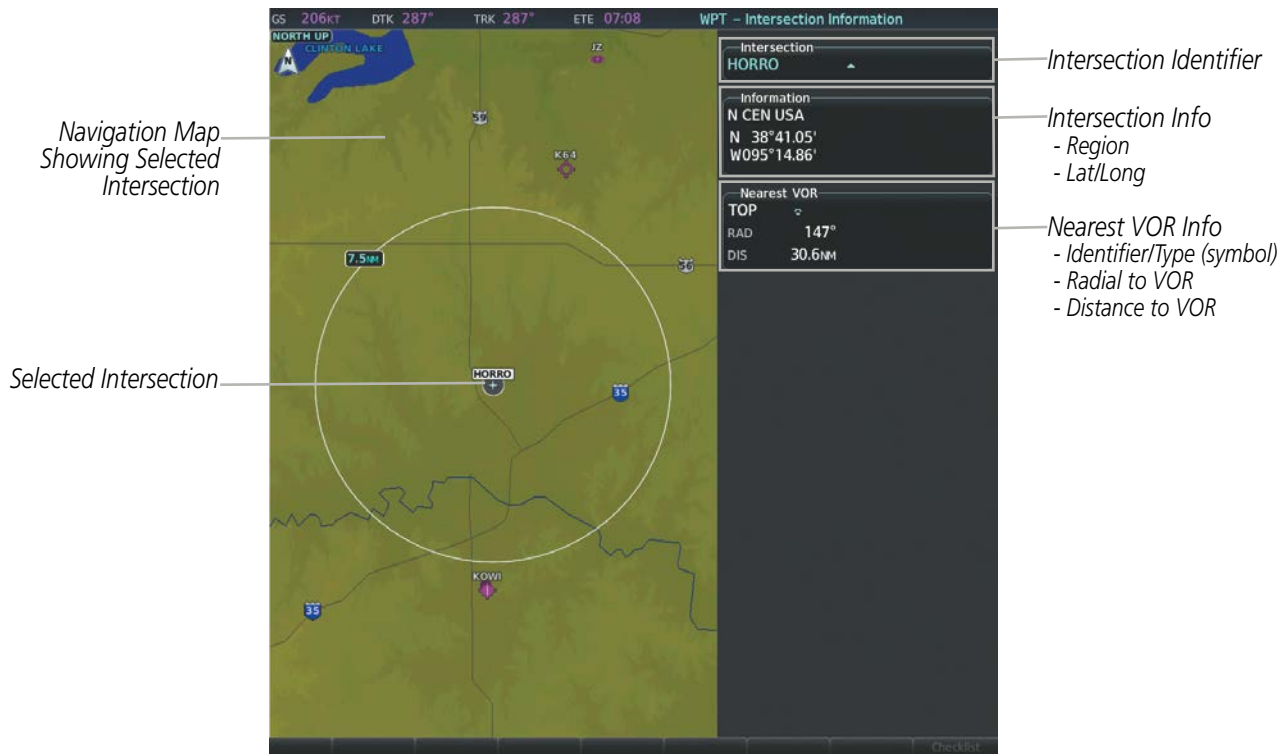 GS 206KT DTK 287° TRK 287° ETE 07:08 WPT – Intersection Information
NORTH UP
N
CLINTON LAKE
JZ
59
K64
7.5NM
56
HORRO
35
KOWI
35
Intersection
HORRO
Information
N CEN USA
N 38°41.05'
W095°14.86'
Nearest VOR
TOP
RAD 147°
DIS 30.6NM
Checklist
Navigation Map
Showing Selected
Intersection
Selected Intersection
Intersection Identifier
Intersection Info
- Region
- Lat/Long
Nearest VOR Info
- Identifier/Type (symbol)
- Radial to VOR
- Distance to VOR